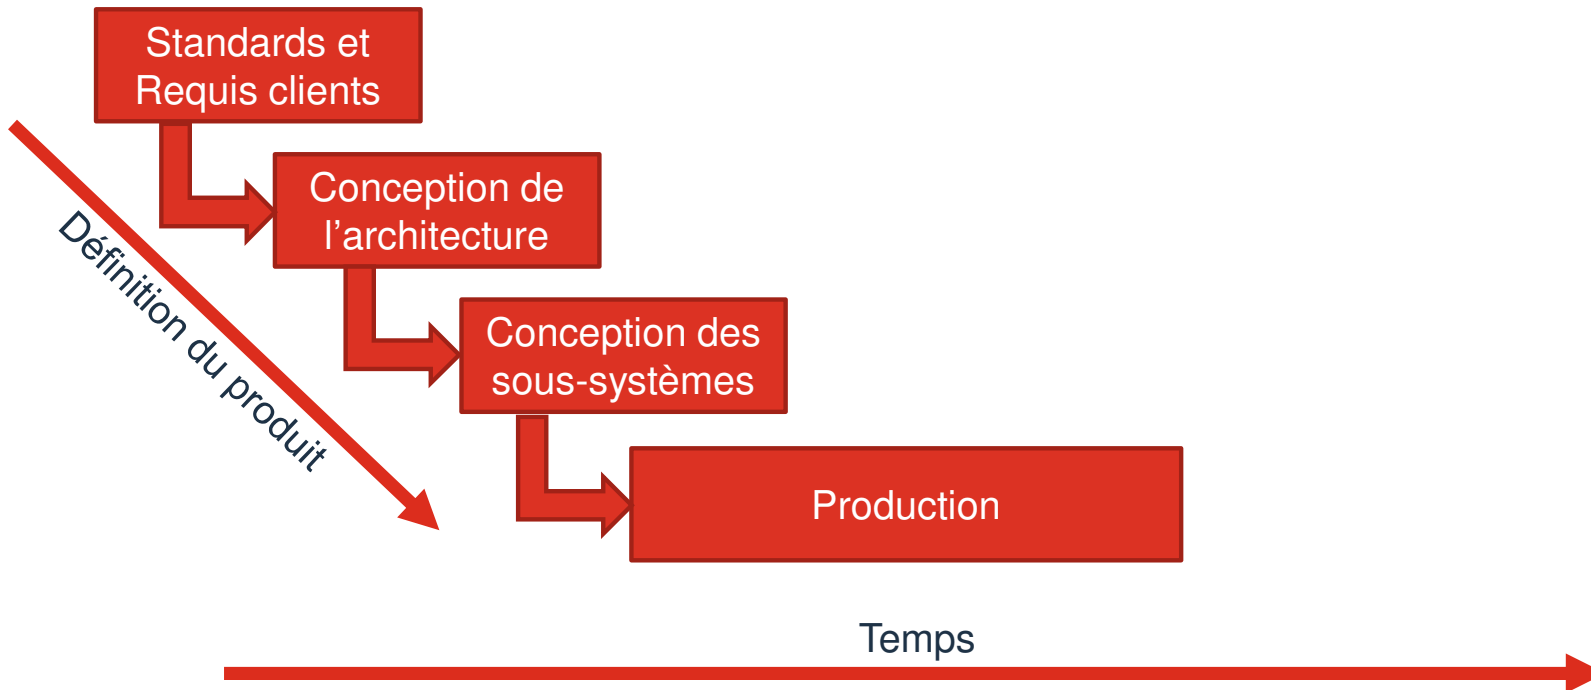 Standards et
Requis clients
Conception de
l’architecture
Définition du produit
Conception des
sous-systèmes
Production
Temps